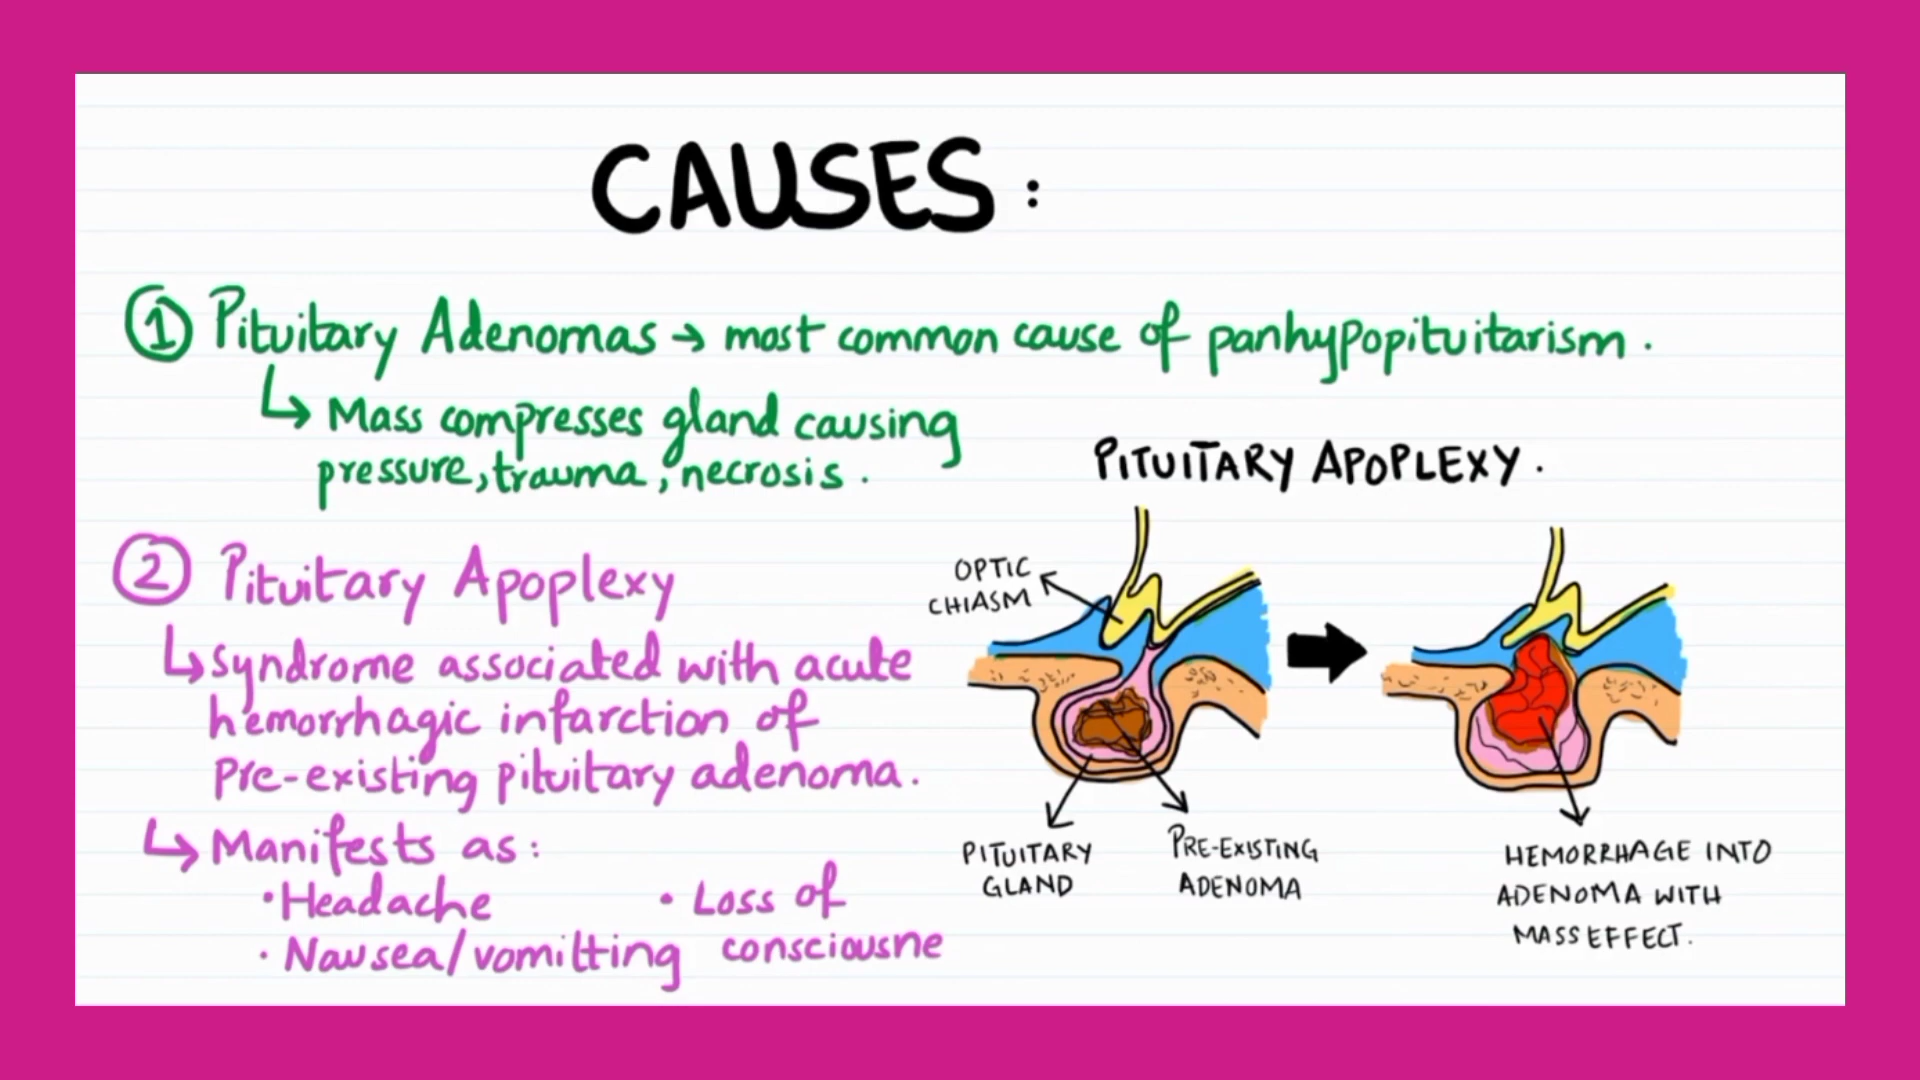 CAUSES :
① Pituitary Adenomas → most common cause of panhypopituitarism.
↳ Mass compresses gland causing
pressure, trauma, necrosis.
② Pituitary Apoplexy
↳ Syndrome associated with acute
hemorrhagic infarction of
Pre-existing pituitary adenoma.
↳ Manifests as:
• Headache
• Nausea/vomitting
• Loss of
consciousne
PITUITARY APOPLEXY.
OPTIC
CHIASM
PITUITARY
GLAND
PRE-EXISTING
ADENOMA
HEMORRHAGE INTO
ADENOMA WITH
MASS EFFECT.